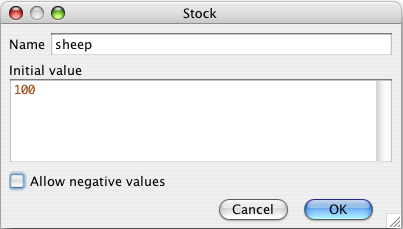 Stock
Name sheep
Initial value
100
Allow negative values
Cancel OK